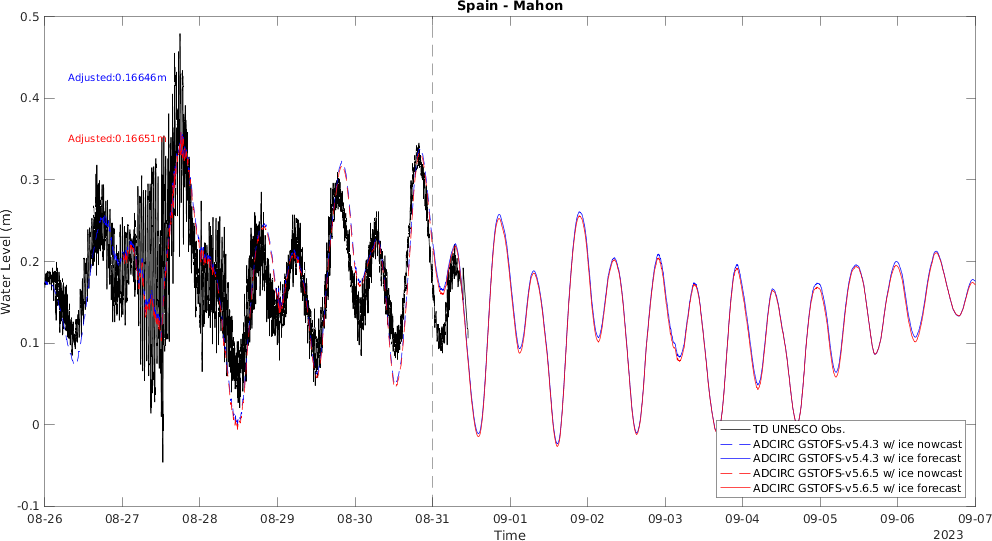 Spain - Mahon
0.5
0.4
0.3
0.2
0.1
0
-0.1
Water Level (m)
Adjusted:0.16646m
Adjusted:0.16651m
TD UNESCO Obs.
ADCIRC GSTOFS-v5.4.3 w/ ice nowcast
ADCIRC GSTOFS-v5.4.3 w/ ice forecast
ADCIRC GSTOFS-v5.6.5 w/ ice nowcast
ADCIRC GSTOFS-v5.6.5 w/ ice forecast
08-26 08-27 08-28 08-29 08-30 08-31 09-01 09-02 09-03 09-04 09-05 09-06 09-07
Time
2023